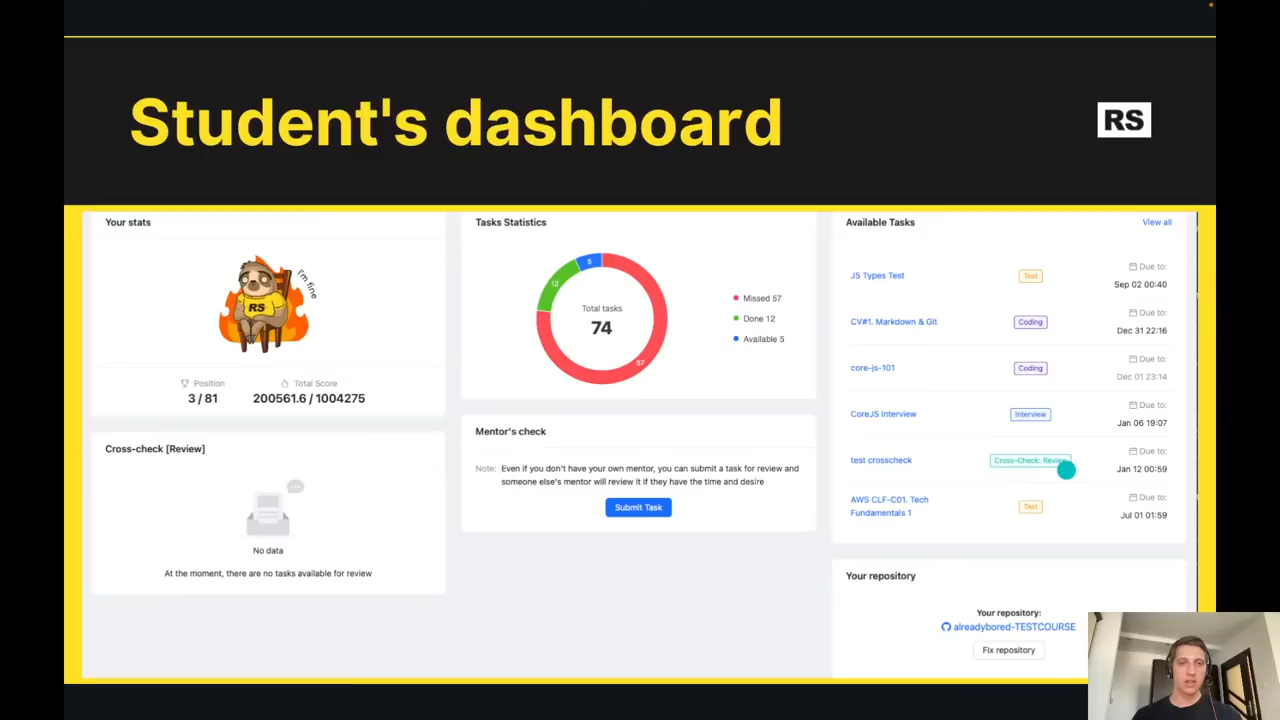 Student's dashboard
RS
Your stats
I'm fine
RS
Position
3 / 81
Total Score
200561.6 / 1004275
Cross-check [Review]
No data
At the moment, there are no tasks available for review
Tasks Statistics
5
12
57
Total tasks
74
Missed 57
Done 12
Available 5
Mentor's check
Note: Even if you don't have your own mentor, you can submit a task for review and
someone else's mentor will review it if they have the time and desire
Submit Task
Available Tasks
View all
JS Types Test
Test
Due to:
Sep 02 00:40
CV#1. Markdown & Git
Coding
Due to:
Dec 31 22:16
core-js-101
Coding
Due to:
Dec 01 23:14
CoreJS Interview
Interview
Due to:
Jan 06 19:07
test crosscheck
Cross-Check: Review
Due to:
Jan 12 00:59
AWS CLF-C01. Tech
Fundamentals 1
Test
Due to:
Jul 01 01:59
Your repository
Your repository:
alreadybored-TESTCOURSE
Fix repository